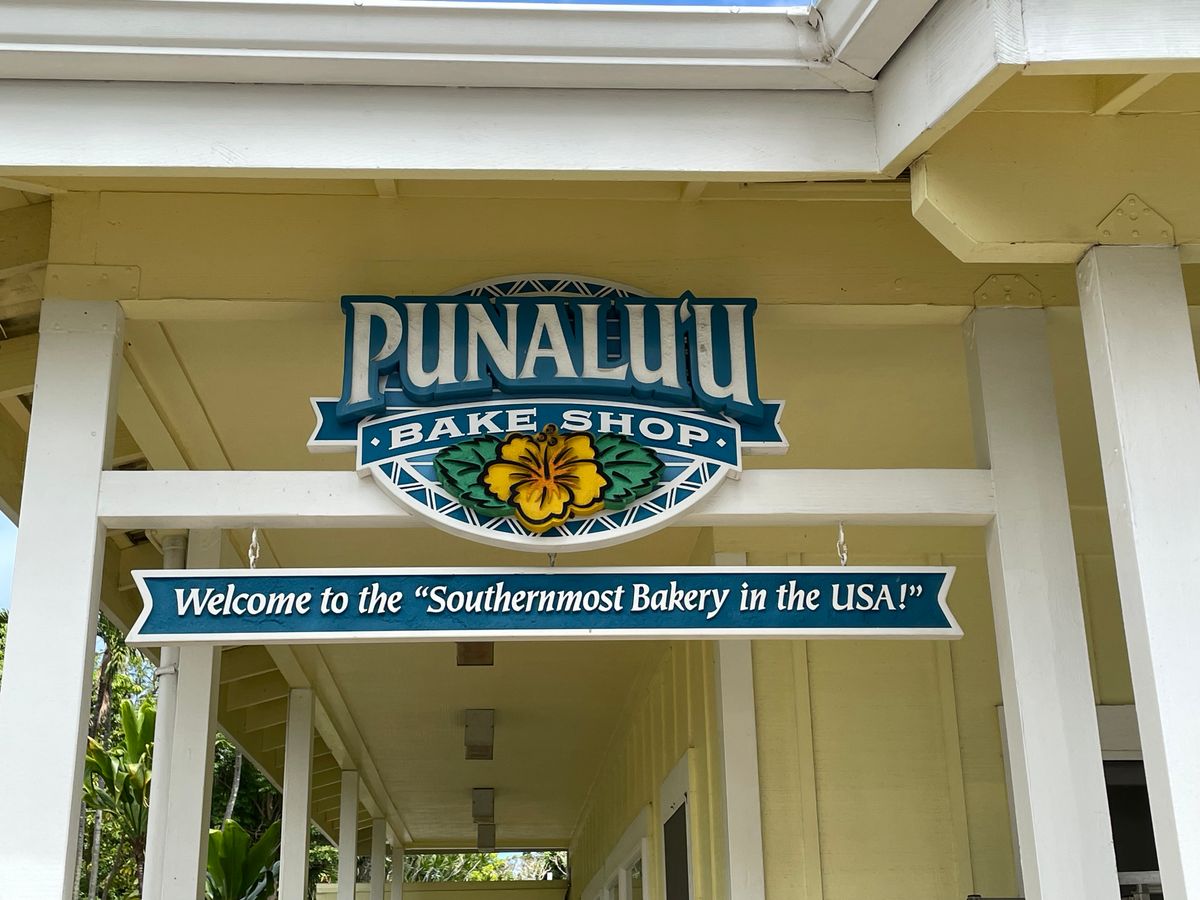 PUNALU‘U
· BAKE SHOP ·
Welcome to the “Southernmost Bakery in the USA!”